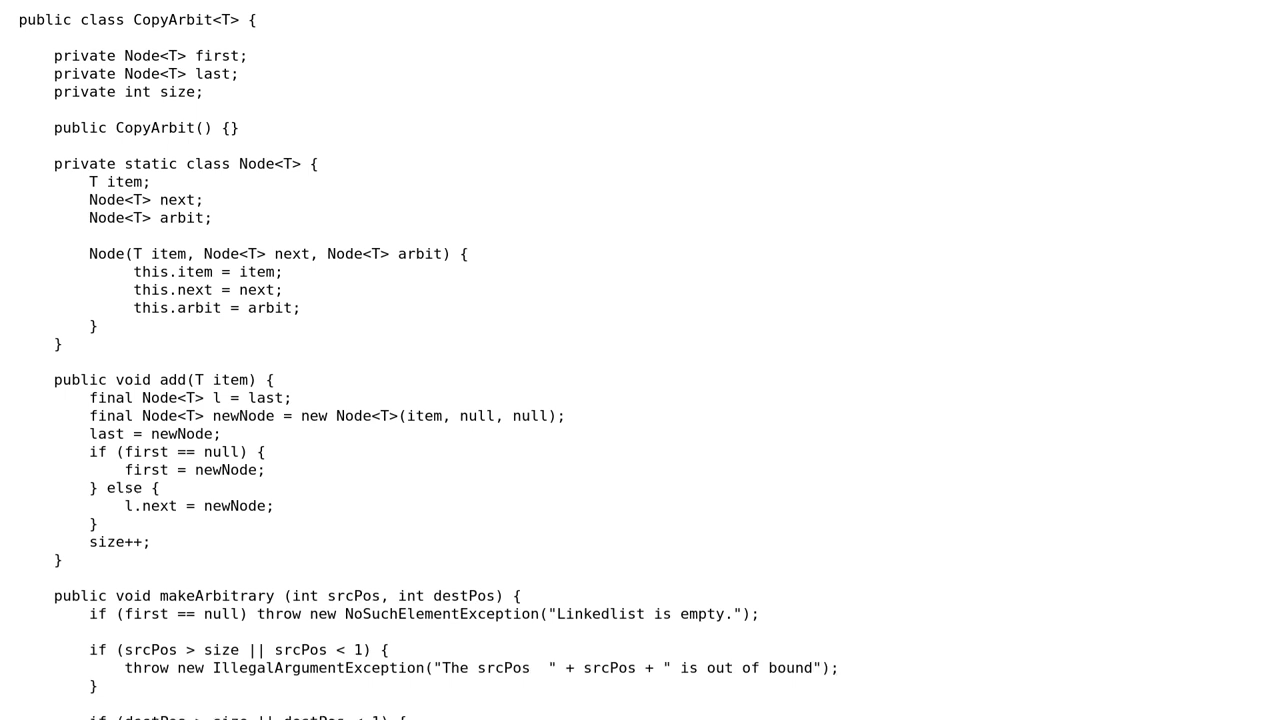 public class CopyArbit<T> {
private Node<T> first;
private Node<T> last;
private int size;
public CopyArbit() {}
private static class Node<T> {
T item;
Node<T> next;
Node<T> arbit;
Node(T item, Node<T> next, Node<T> arbit) {
this.item = item;
this.next = next;
this.arbit = arbit;
}
}
public void add(T item) {
final Node<T> l = last;
final Node<T> newNode = new Node<T>(item, null, null);
last = newNode;
if (first == null) {
first = newNode;
} else {
l.next = newNode;
}
size++;
}
public void makeArbitrary (int srcPos, int destPos) {
if (first == null) throw new NoSuchElementException("Linkedlist is empty.");
if (srcPos > size || srcPos < 1) {
throw new IllegalArgumentException("The srcPos  " + srcPos + " is out of bound");
}
if (destPos > size || destPos < 1) {